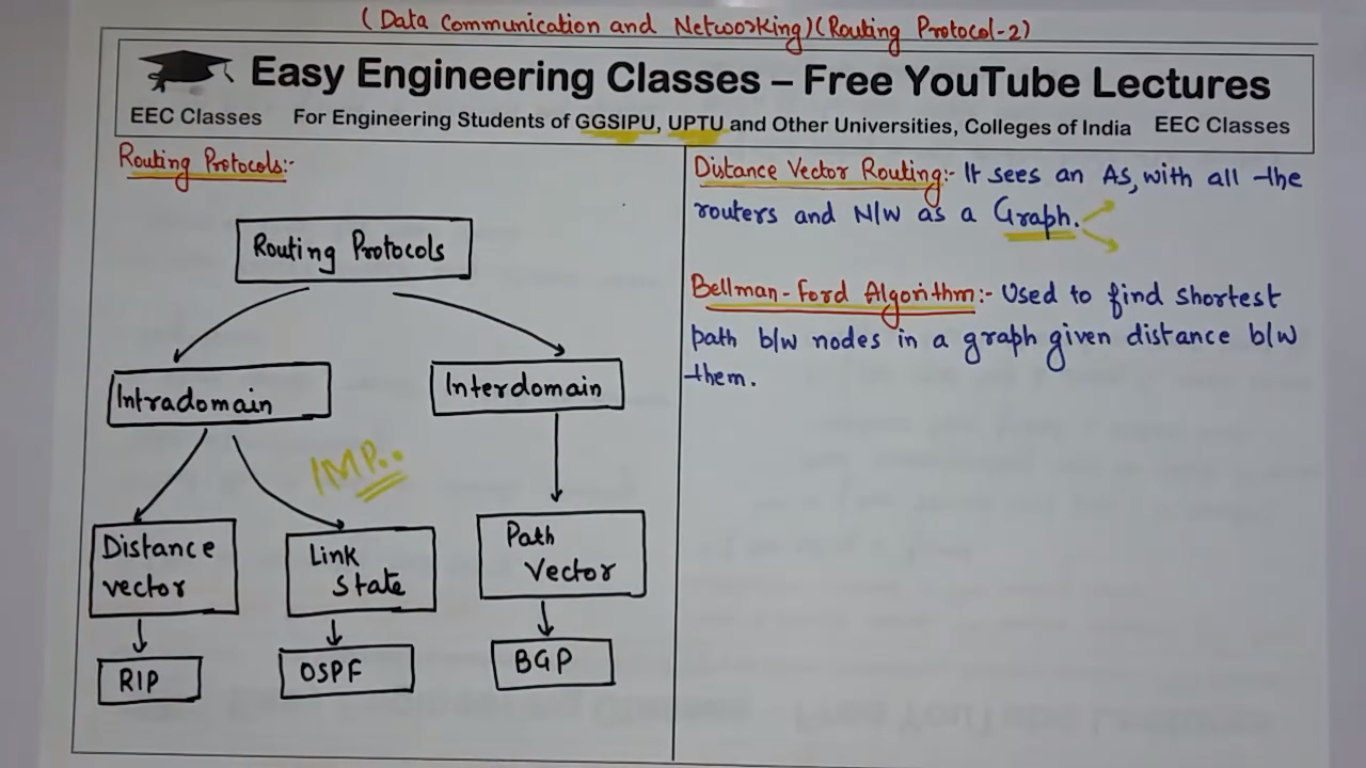 (Data Communication and Networking)(Routing Protocol-2)
Easy Engineering Classes – Free YouTube Lectures
EEC Classes For Engineering Students of GGSIPU, UPTU and Other Universities, Colleges of India EEC Classes
Routing Protocols:-
Routing Protocols
Intradomain
Interdomain
IMP..
Distance
vector
Link
State
Path
Vector
RIP
OSPF
BGP
Distance Vector Routing:- It sees an AS, with all the
routers and N/W as a Graph.
Bellman-Ford Algorithm:- Used to find shortest
path b/w nodes in a graph given distance b/w
them.